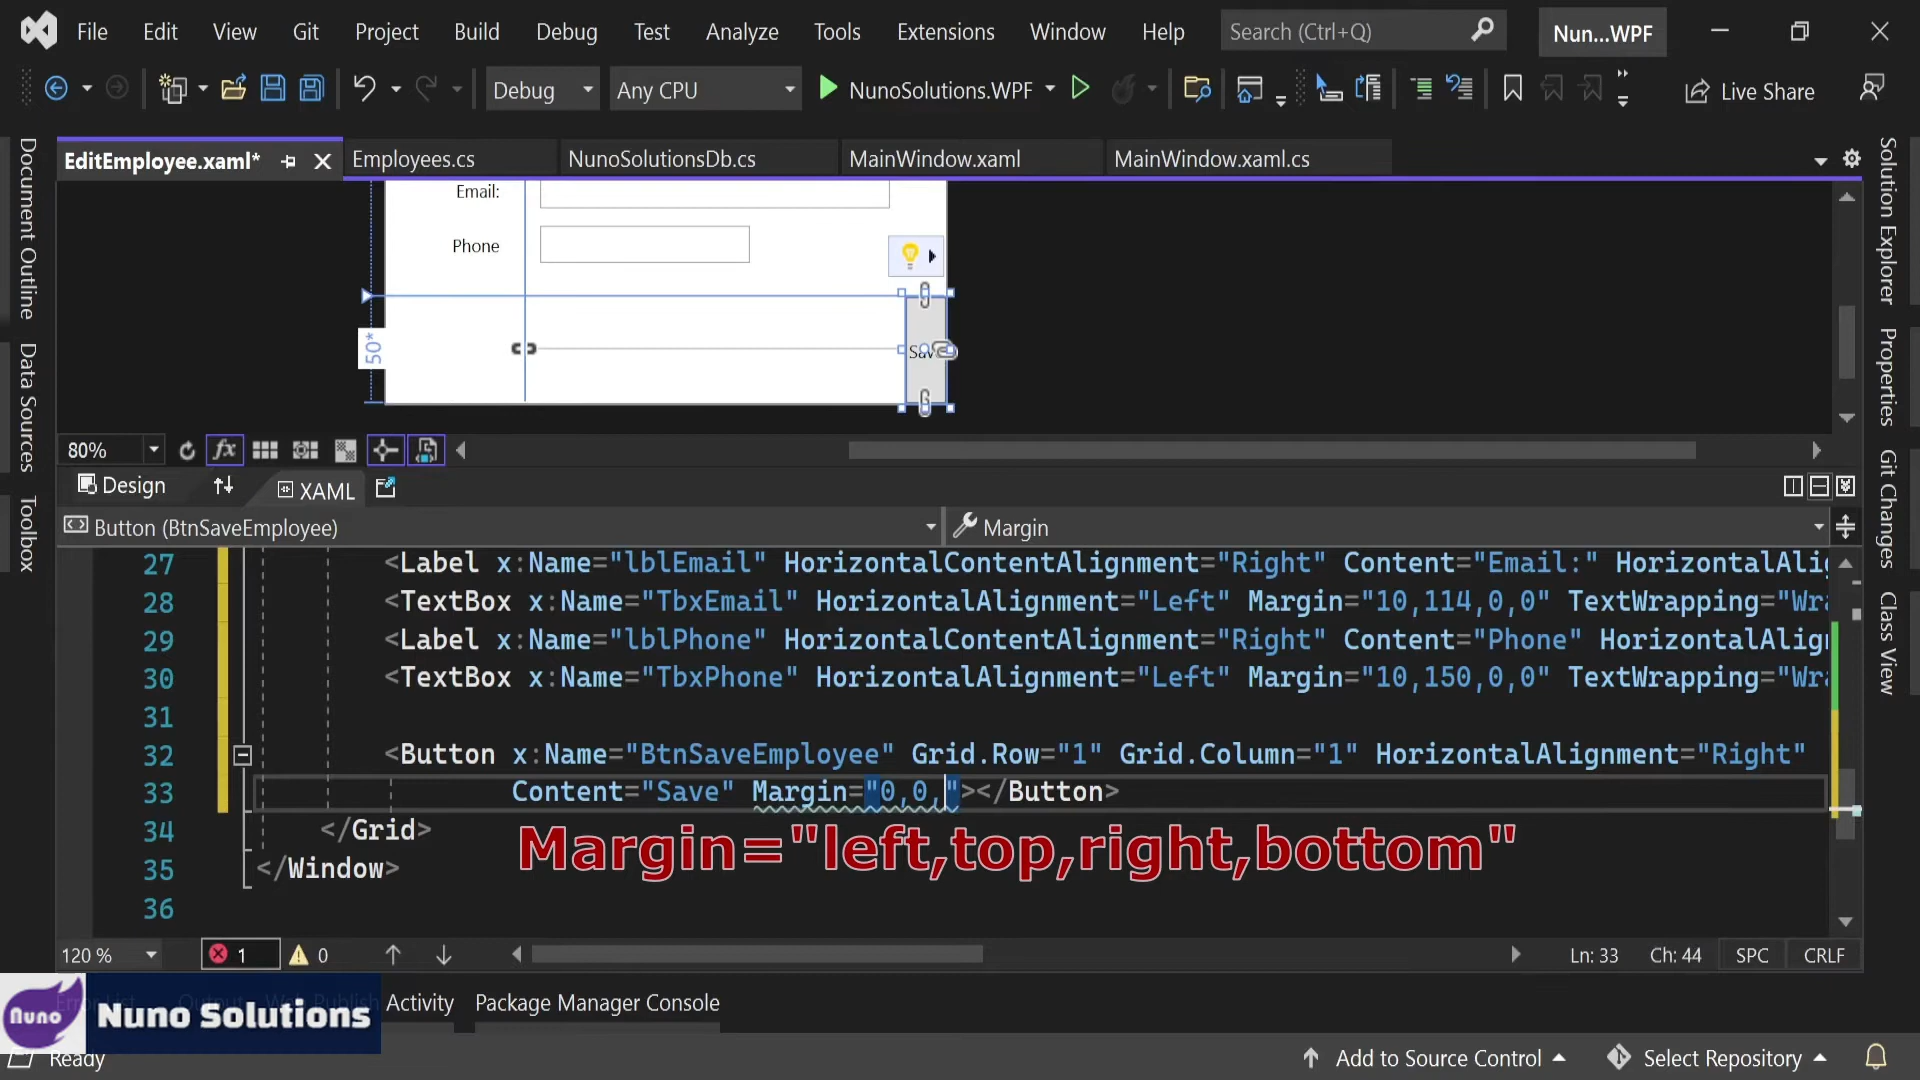 File Edit View Git Project Build Debug Test Analyze Tools Extensions Window Help Search (Ctrl+Q) Nun...WPF
Debug Any CPU NunoSolutions.WPF Live Share
EditEmployee.xaml* Employees.cs NunoSolutionsDb.cs MainWindow.xaml MainWindow.xaml.cs
Document Outline
Data Sources
Toolbox
Solution Explorer
Properties
Git Changes
Class View
Email:
Phone
50*
80% fx
Design XAML
Button (BtnSaveEmployee) Margin
27 <Label x:Name="lblEmail" HorizontalContentAlignment="Right" Content="Email:" HorizontalAlig
28 <TextBox x:Name="TbxEmail" HorizontalAlignment="Left" Margin="10,114,0,0" TextWrapping="Wra
29 <Label x:Name="lblPhone" HorizontalContentAlignment="Right" Content="Phone" HorizontalAlig
30 <TextBox x:Name="TbxPhone" HorizontalAlignment="Left" Margin="10,150,0,0" TextWrapping="Wra
31
32 <Button x:Name="BtnSaveEmployee" Grid.Row="1" Grid.Column="1" HorizontalAlignment="Right"
33 Content="Save" Margin="0,0,"></Button>
34 </Grid>
Margin="left,top,right,bottom"
35 </Window>
36
120 % 1 0 Ln: 33 Ch: 44 SPC CRLF
Activity Package Manager Console
Nuno Nuno Solutions
Ready Add to Source Control Select Repository